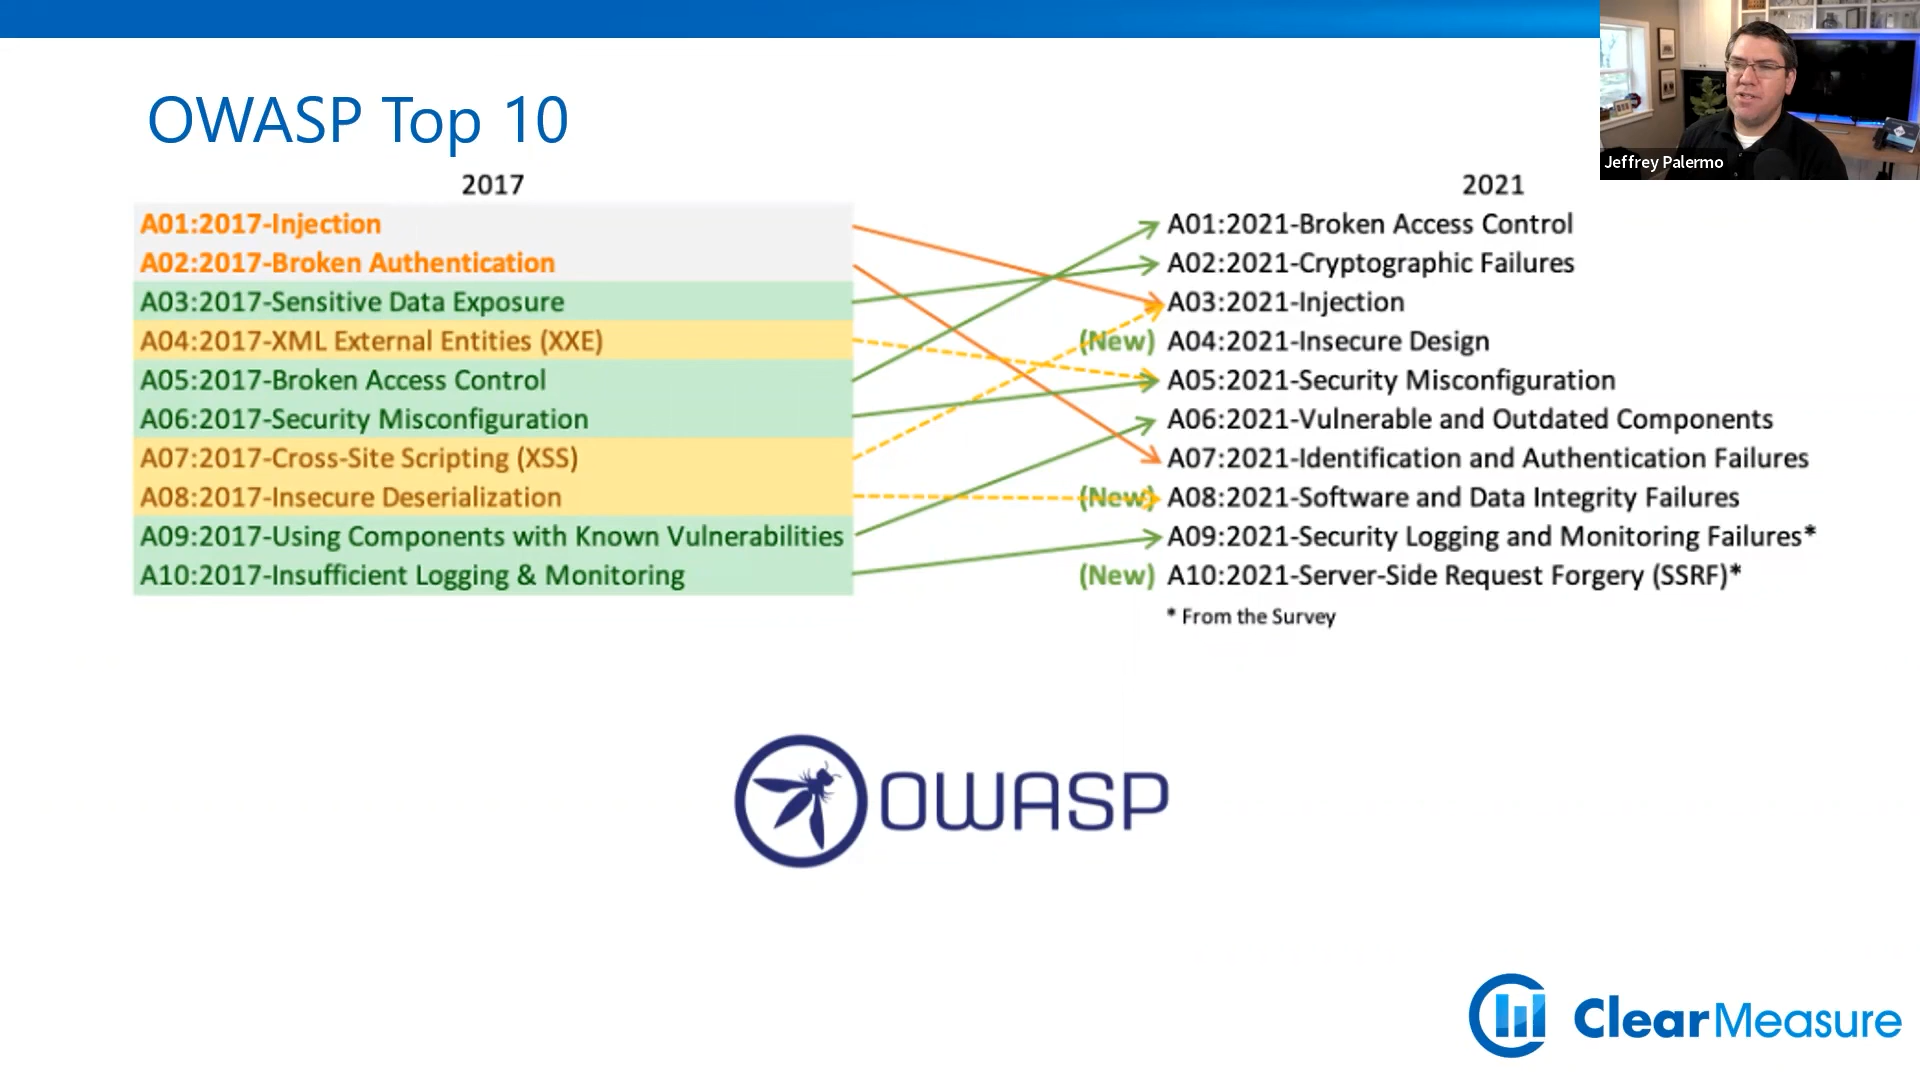 OWASP Top 10
Jeffrey Palermo
2017
A01:2017-Injection
A02:2017-Broken Authentication
A03:2017-Sensitive Data Exposure
A04:2017-XML External Entities (XXE)
A05:2017-Broken Access Control
A06:2017-Security Misconfiguration
A07:2017-Cross-Site Scripting (XSS)
A08:2017-Insecure Deserialization
A09:2017-Using Components with Known Vulnerabilities
A10:2017-Insufficient Logging & Monitoring
2021
A01:2021-Broken Access Control
A02:2021-Cryptographic Failures
A03:2021-Injection
(New) A04:2021-Insecure Design
A05:2021-Security Misconfiguration
A06:2021-Vulnerable and Outdated Components
A07:2021-Identification and Authentication Failures
(New) A08:2021-Software and Data Integrity Failures
A09:2021-Security Logging and Monitoring Failures*
(New) A10:2021-Server-Side Request Forgery (SSRF)*
* From the Survey
OWASP
ClearMeasure